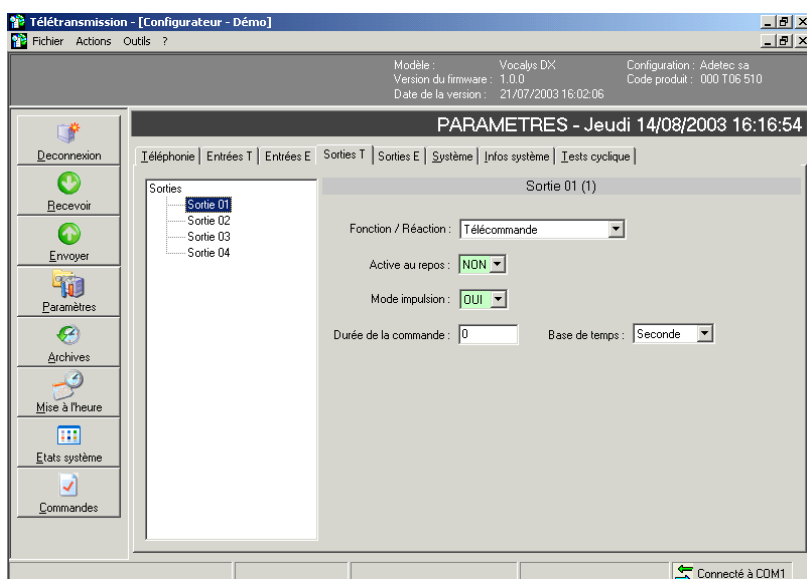 Télétransmission - [Configurateur - Démo]
Fichier Actions Outils ?
Modèle : Vocalys DX Configuration : Adetec sa
Version du firmware : 1.0.0 Code produit : 000 T06 510
Date de la version : 21/07/2003 16:02:06
PARAMETRES - Jeudi 14/08/2003 16:16:54
Deconnexion
Recevoir
Envoyer
Paramètres
Archives
Mise à l'heure
Etats système
Commandes
Téléphonie Entrées T Entrées E Sorties T Sorties E Système Infos système Tests cyclique
Sorties
Sortie 01
Sortie 02
Sortie 03
Sortie 04
Sortie 01 (1)
Fonction / Réaction : Télécommande
Active au repos : NON
Mode impulsion : OUI
Durée de la commande : 0 Base de temps : Seconde
Connecté à COM1